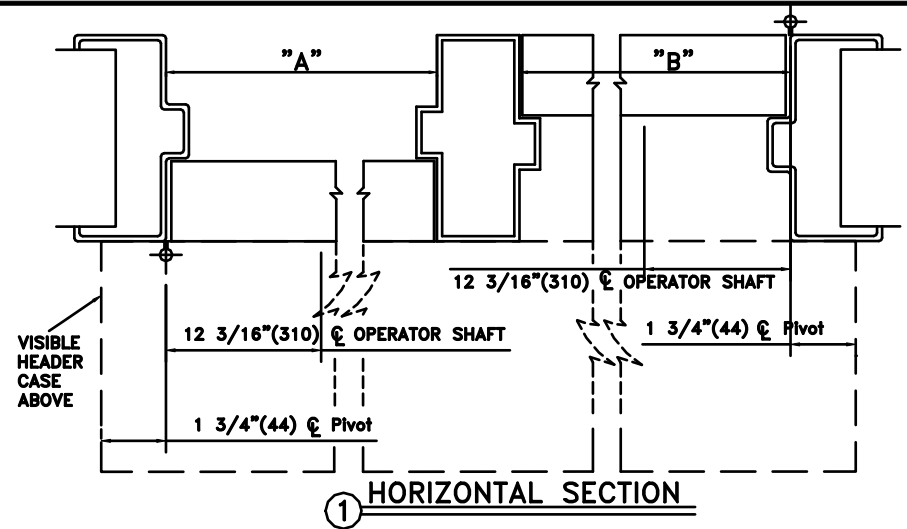 "A" "B"
12 3/16"(310) ℄ OPERATOR SHAFT
12 3/16"(310) ℄ OPERATOR SHAFT
1 3/4"(44) ℄ Pivot
VISIBLE
HEADER
CASE
ABOVE
1 3/4"(44) ℄ Pivot
1 HORIZONTAL SECTION